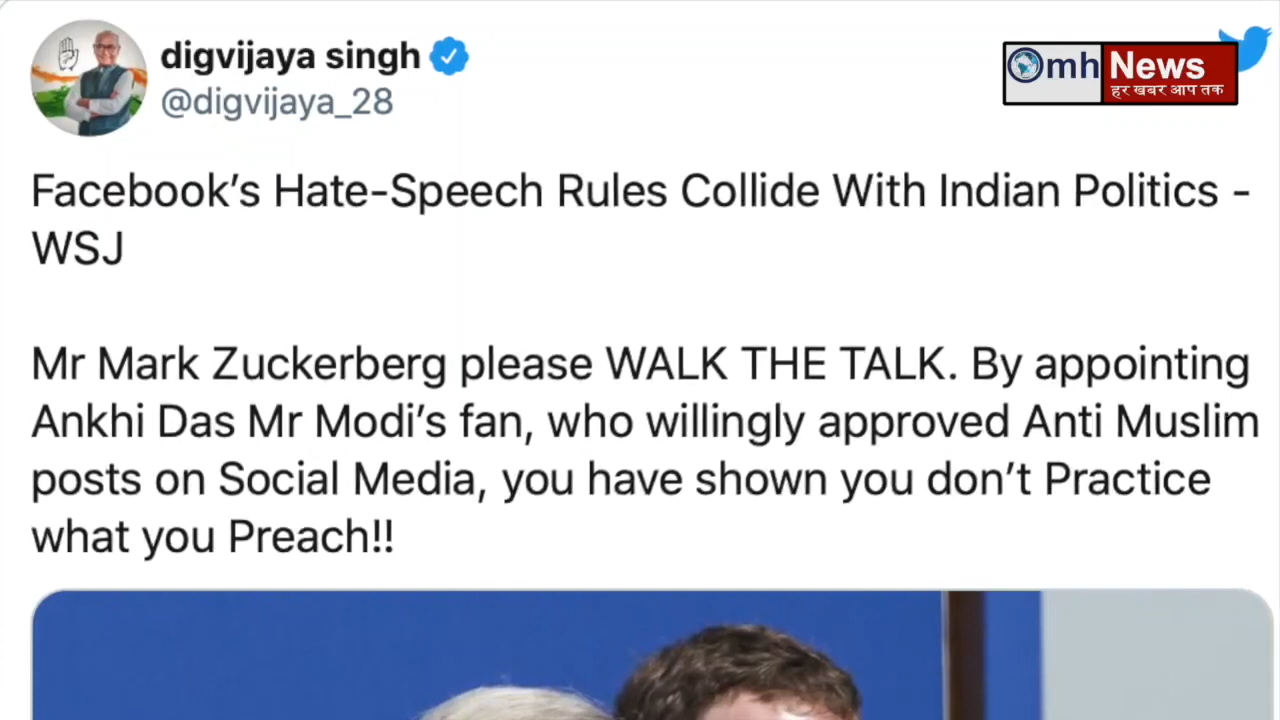 digvijaya singh
@digvijaya_28
mh News
हर खबर आप तक
Facebook’s Hate-Speech Rules Collide With Indian Politics -
WSJ
Mr Mark Zuckerberg please WALK THE TALK. By appointing
Ankhi Das Mr Modi’s fan, who willingly approved Anti Muslim
posts on Social Media, you have shown you don’t Practice
what you Preach!!